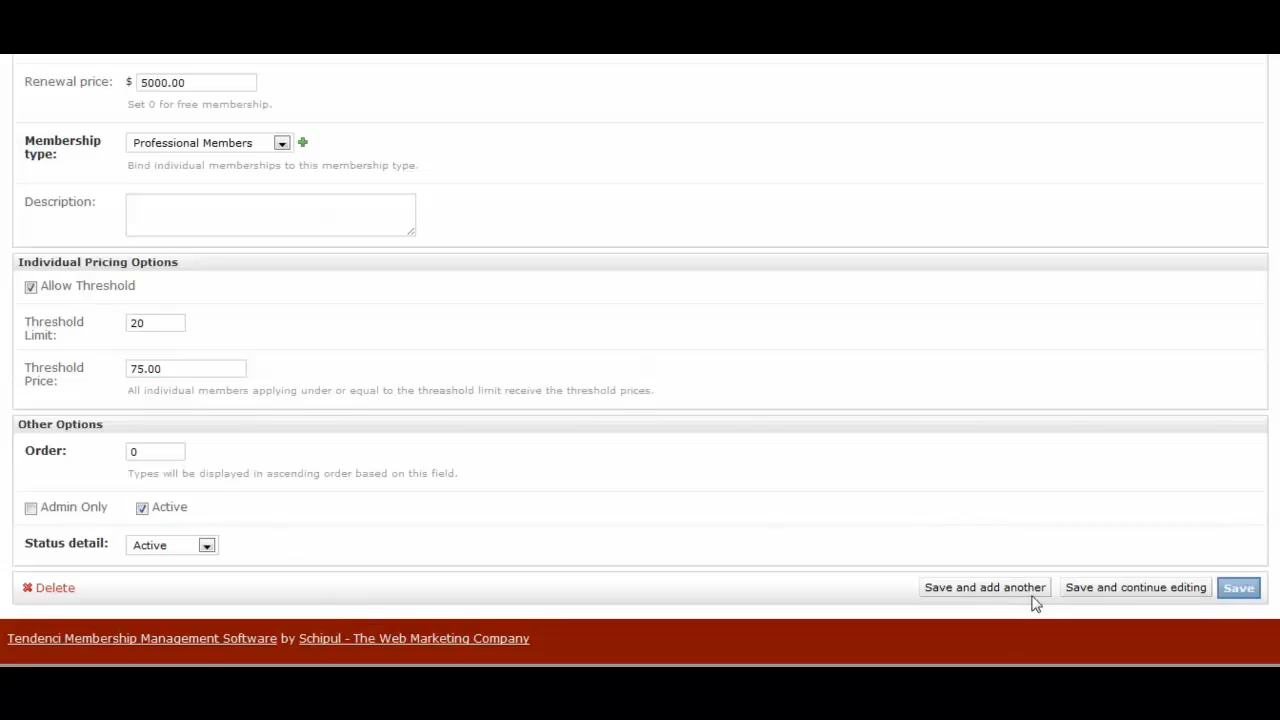 Renewal price: $ 5000.00
Set 0 for free membership.
Membership type: Professional Members
Bind individual memberships to this membership type.
Description:
Individual Pricing Options
Allow Threshold
Threshold Limit: 20
Threshold Price: 75.00
All individual members applying under or equal to the threashold limit receive the threshold prices.
Other Options
Order: 0
Types will be displayed in ascending order based on this field.
Admin Only Active
Status detail: Active
Delete Save and add another Save and continue editing Save
Tendenci Membership Management Software by Schipul - The Web Marketing Company